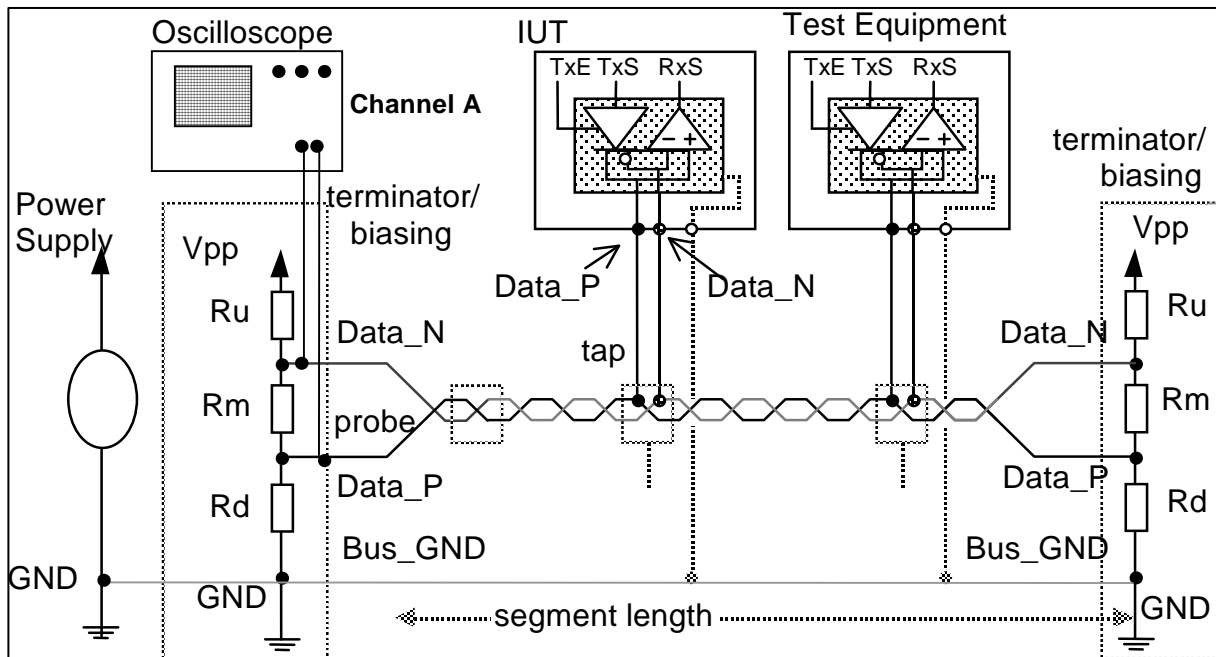 Oscilloscope
IUT
Test Equipment
TxE TxS RxS
TxE TxS RxS
Channel A
- +
- +
terminator/
biasing
terminator/
biasing
Power
Supply
Vpp
Vpp
Data_P
Data_N
Ru
Ru
Data_N
Data_N
tap
Rm
Rm
probe
Data_P
Data_P
Rd
Rd
Bus_GND
Bus_GND
GND
GND
GND
segment length